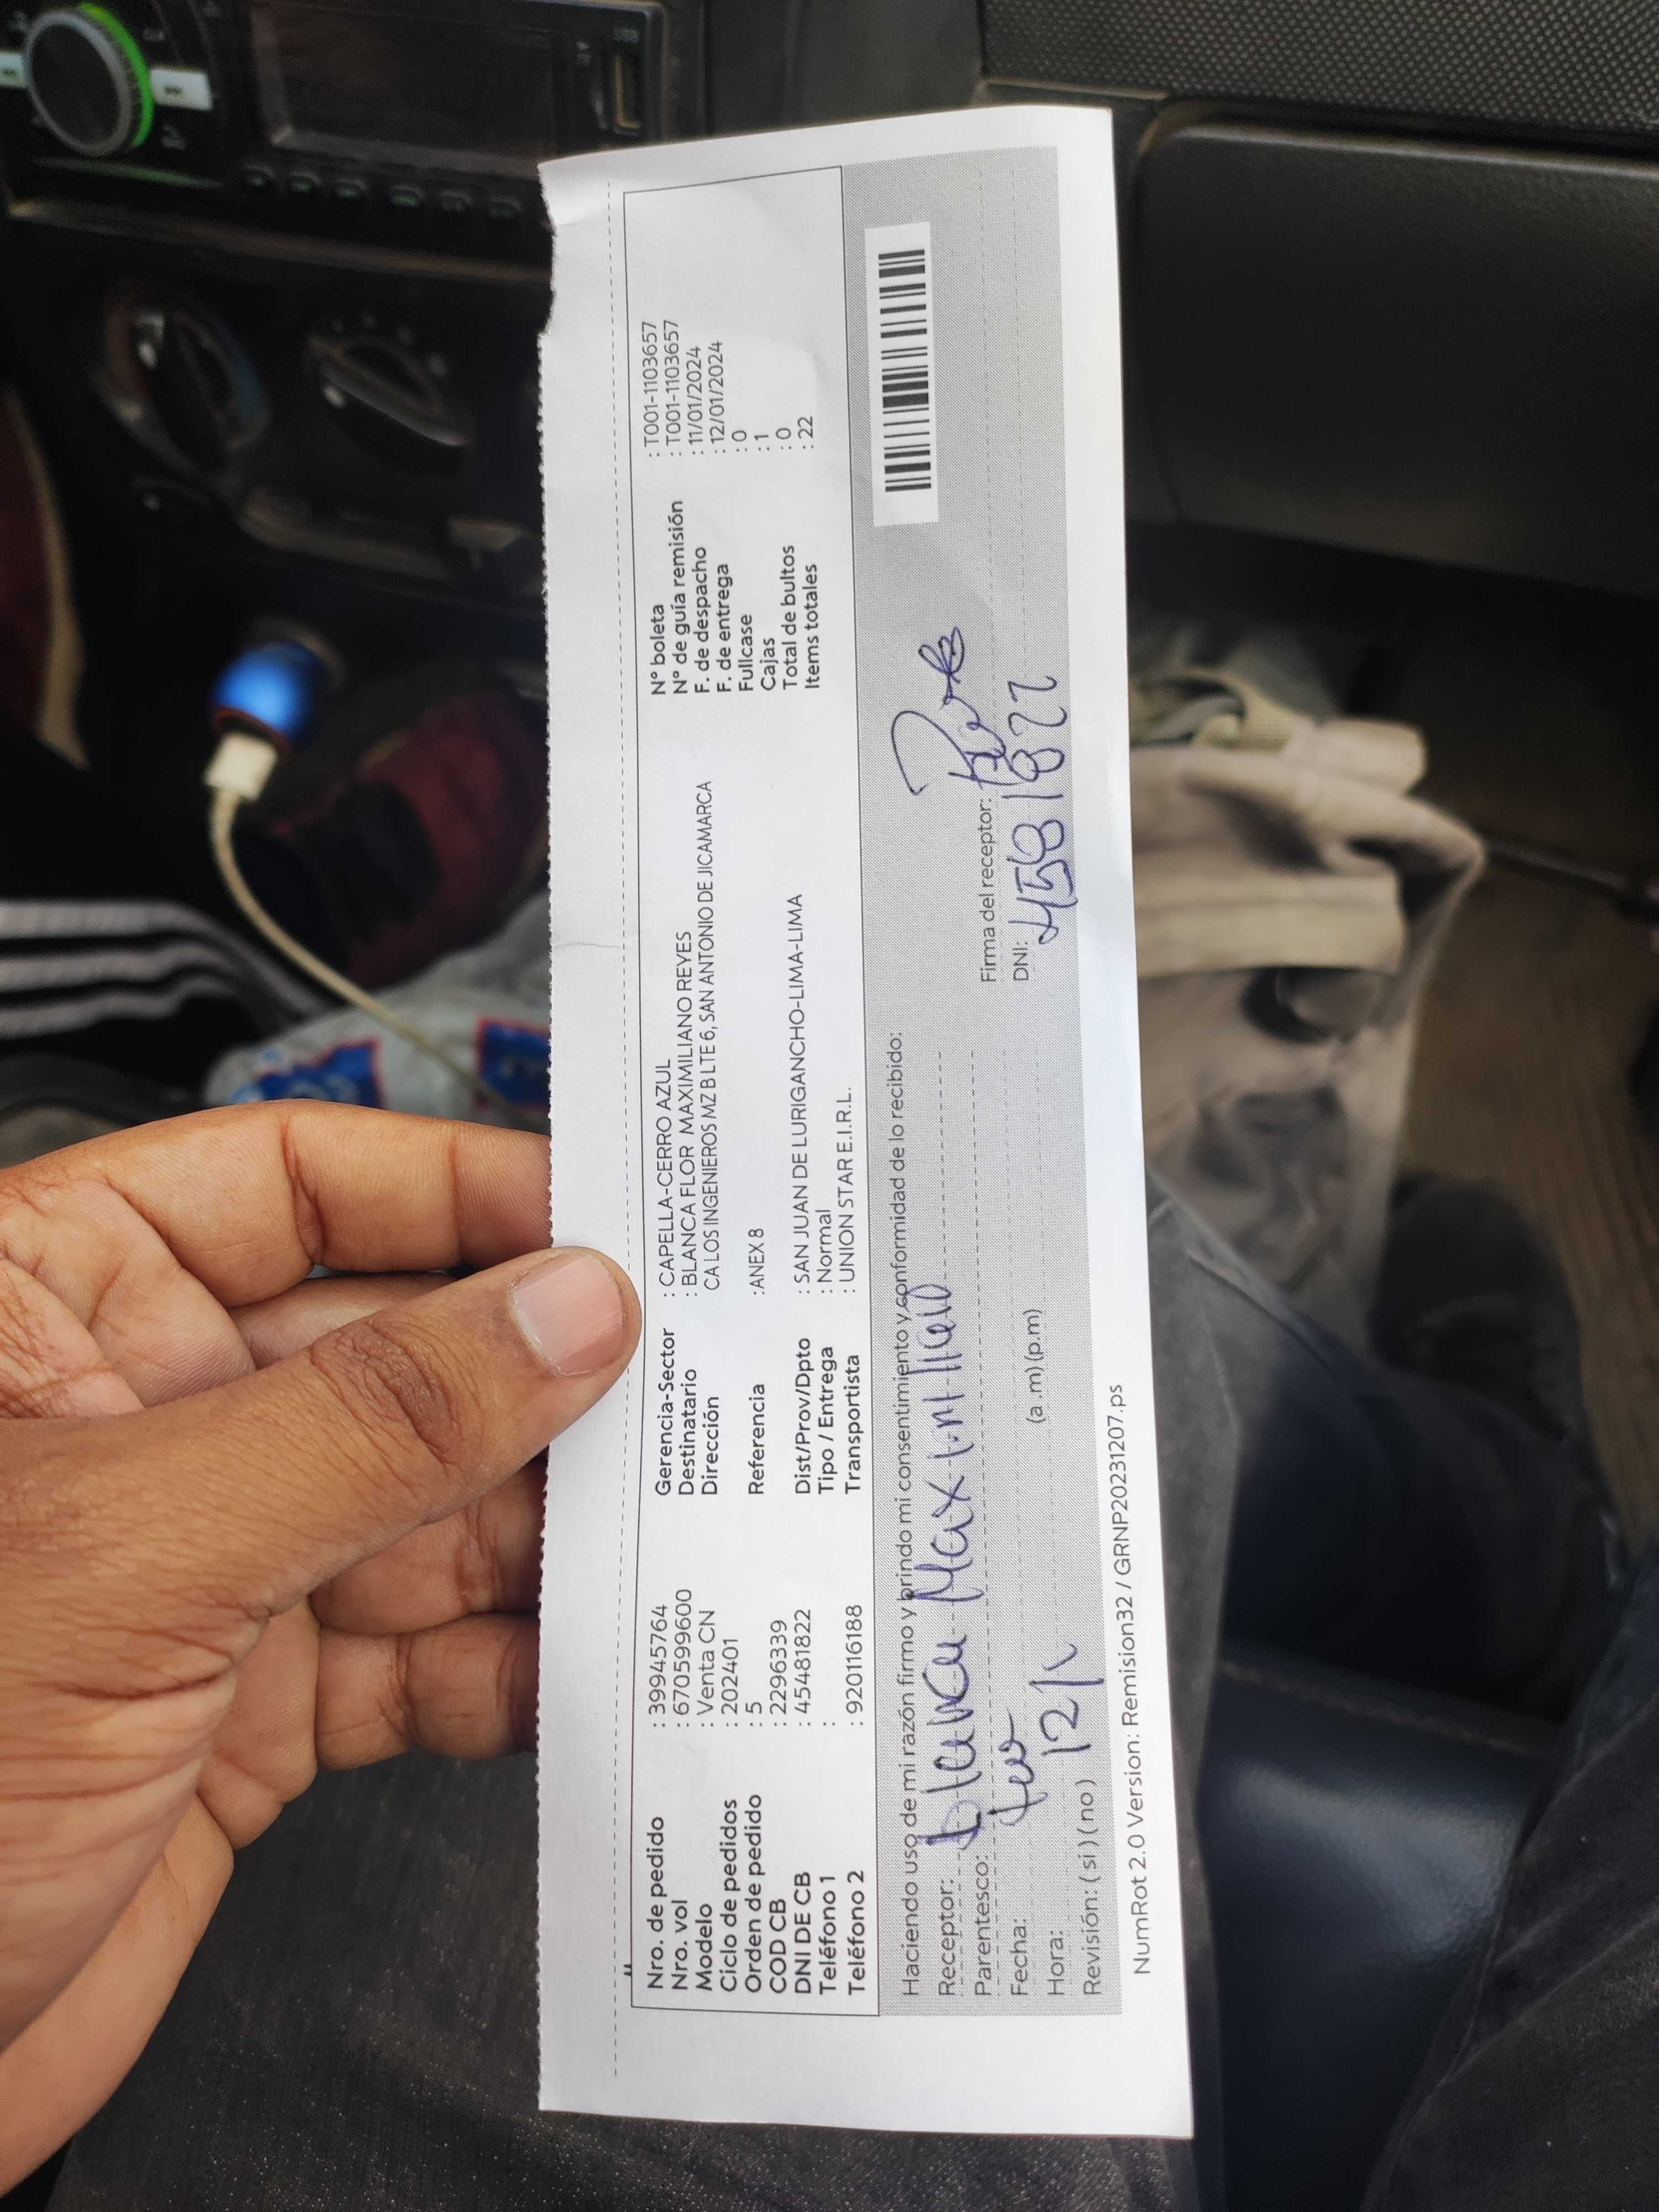 Nro. de pedido : 39945764 Gerencia-Sector : CAPELLA-CERRO AZUL N° boleta : T001-1103657
Nro. vol : 670599600 Destinatario : BLANCA FLOR MAXIMILIANO REYES N° de guía remisión : T001-1103657
Modelo : Venta CN Dirección CA LOS INGENIEROS MZ B LTE 6, SAN ANTONIO DE JICAMARCA F. de despacho : 11/01/2024
Ciclo de pedidos : 202401 F. de entrega : 12/01/2024
Orden de pedido : 5 Referencia : ANEX 8 Fullcase : 0
COD CB : 2296339 Cajas : 1
DNI DE CB : 45481822 Dist/Prov/Dpto : SAN JUAN DE LURIGANCHO-LIMA-LIMA Total de bultos : 0
Teléfono 1 : Tipo / Entrega : Normal Items totales : 22
Teléfono 2 : 920116188 Transportista : UNION STAR E.I.R.L.
Haciendo uso de mi razón firmo y brindo mi consentimiento y conformidad de lo recibido:
Receptor: Blanca Maximiliano
Parentesco: Firma del receptor:
Fecha: DNI:
Hora: 12/1 (a .m) (p.m)
Revisión: ( si ) ( no )
NumRot 2.0 Version: Remision32 / GRNP20231207.ps